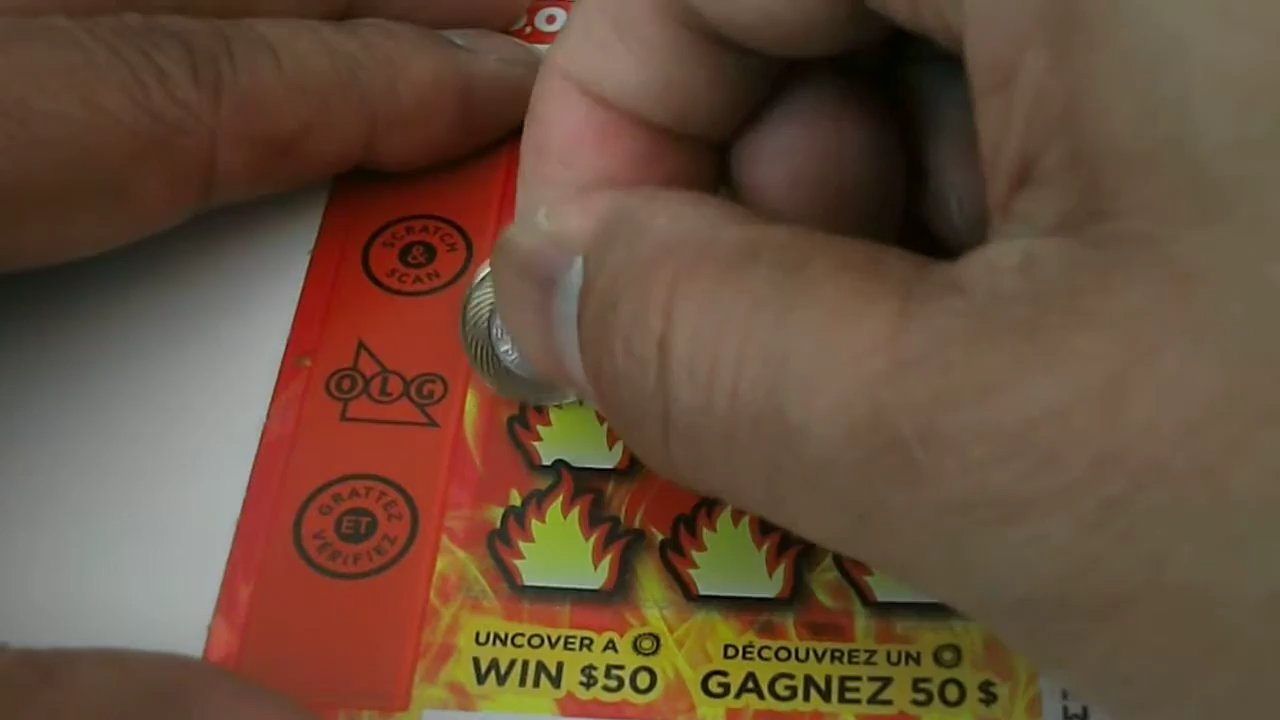 SCRATCH
&
SCAN
OLG
GRATTEZ
ET
VÉRIFIEZ
UNCOVER A
WIN $50
DÉCOUVREZ UN
GAGNEZ 50 $